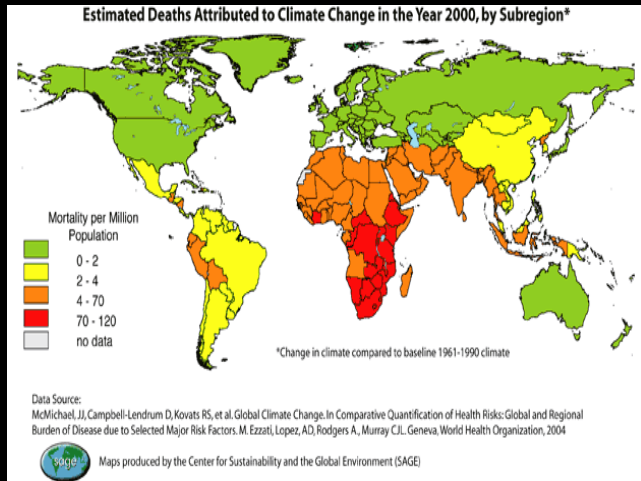 Estimated Deaths Attributed to Climate Change in the Year 2000, by Subregion*
Mortality per Million
Population
0 - 2
2 - 4
4 - 70
70 - 120
no data
*Change in climate compared to baseline 1961-1990 climate
Data Source:
McMichael, JJ, Campbell-Lendrum D, Kovats RS, et al. Global Climate Change. In Comparative Quantification of Health Risks: Global and Regional
Burden of Disease due to Selected Major Risk Factors. M. Ezzati, Lopez, AD, Rodgers A., Murray CJL. Geneva, World Health Organization, 2004
sage
Maps produced by the Center for Sustainability and the Global Environment (SAGE)